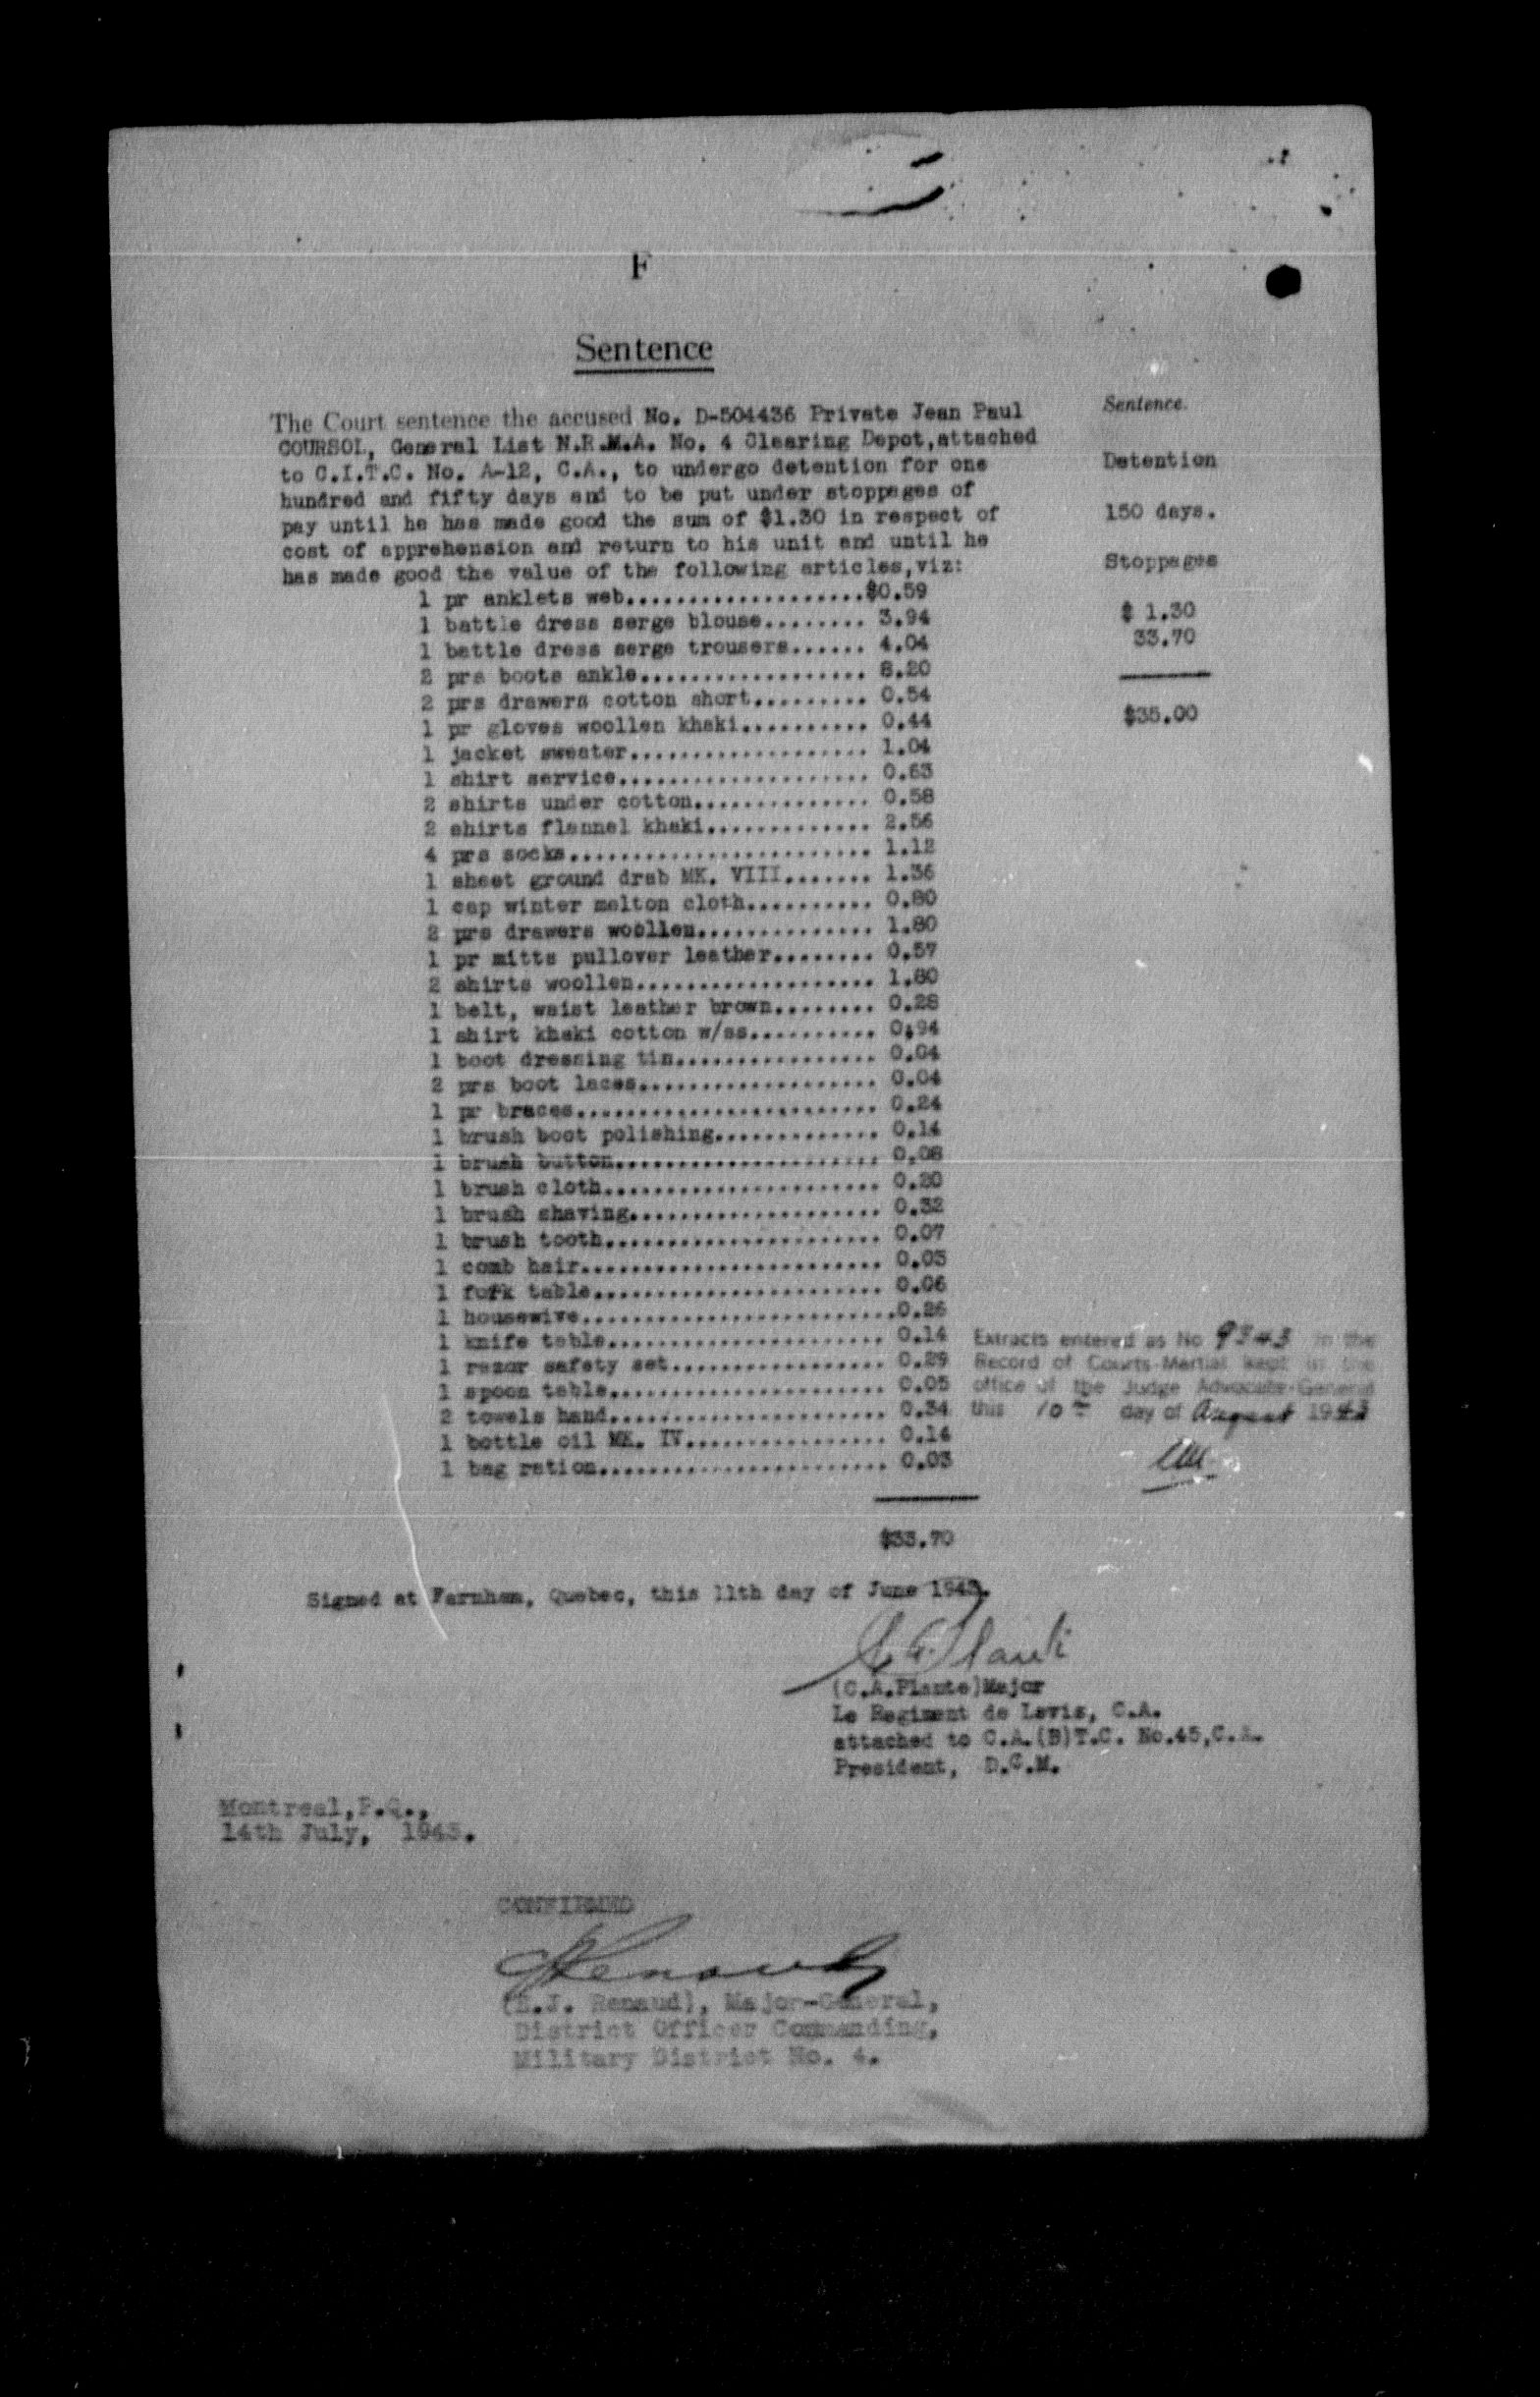 F
Sentence
The Court sentence the accused No. D-504436 Private Jean Paul
COURSOL, General List N.R.M.A. No. 4 Clearing Depot,attached
to C.I.T.C. No. A-12, C.A., to undergo detention for one
hundred and fifty days and to be put under stoppages of
pay until he has made good the sum of $1.30 in respect of
cost of apprehension and return to his unit and until he
has made good the value of the following articles,viz:
1 pr anklets web...................$0.59
1 battle dress serge blouse........ 3.94
1 battle dress serge trousers...... 4.04
2 prs boots ankle.................. 8.20
2 prs drawers cotton short......... 0.54
1 pr gloves woollen khaki.......... 0.44
1 jacket sweater................... 1.04
1 shirt service.................... 0.63
2 shirts under cotton.............. 0.58
2 shirts flannel khaki............. 2.56
4 prs socks........................ 1.12
1 sheet ground drab MK. VIII....... 1.36
1 cap winter melton cloth.......... 0.80
2 prs drawers woollen.............. 1.80
1 pr mitts pullover leather........ 0.57
2 shirts woollen................... 1.80
1 belt, waist leather brown........ 0.28
1 shirt khaki cotton w/ss.......... 0.94
1 boot dressing tin................ 0.04
2 prs boot laces................... 0.04
1 pr braces........................ 0.24
1 brush boot polishing............. 0.14
1 brush button..................... 0.08
1 brush cloth...................... 0.20
1 brush shaving.................... 0.32
1 brush tooth...................... 0.07
1 comb hair........................ 0.03
1 fork table....................... 0.06
1 housewive.........................0.26
1 knife table...................... 0.14
1 razor safety set................. 0.29
1 spoon table...................... 0.05
2 towels hand...................... 0.34
1 bottle oil MK. IV................ 0.14
1 bag ration....................... 0.03
$33.70
Sentence.
Detention
150 days.
Stoppages
$ 1.30
33.70
$35.00
Extracts entered as No 9343 in the
Record of Courts-Martial kept in the
office of the Judge Advocate-General
this 10th day of August 1943
Signed at Farnham, Quebec, this 11th day of June 1943.
(C.A.Plante)Major
Le Regiment de Levis, C.A.
attached to C.A.(B)T.C. No.45,C.A.
President, D.C.M.
Montreal,P.Q.,
14th July, 1943.
CONFIRMED
(E.J. Renaud), Major-General,
District Officer Commanding,
Military District No. 4.